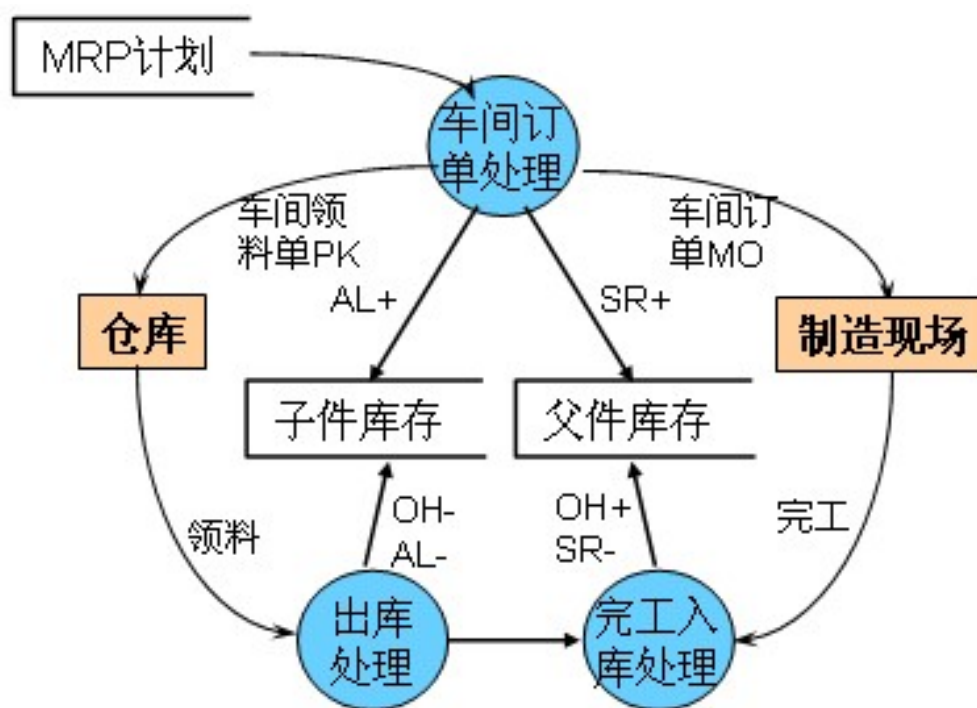 MRP计划
车间订
单处理
车间领
料单PK
车间订
单MO
AL+
SR+
仓库
制造现场
子件库存
父件库存
OH-
AL-
OH+
SR-
领料
完工
出库
处理
完工入
库处理